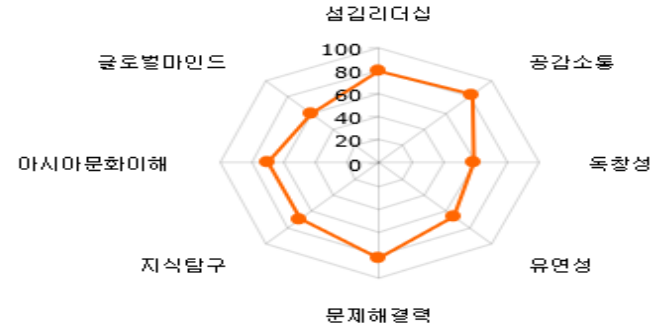 섬김리더십
글로벌마인드
공감소통
100
80
60
40
20
0
아시아문화이해
독창성
지식탐구
유연성
문제해결력